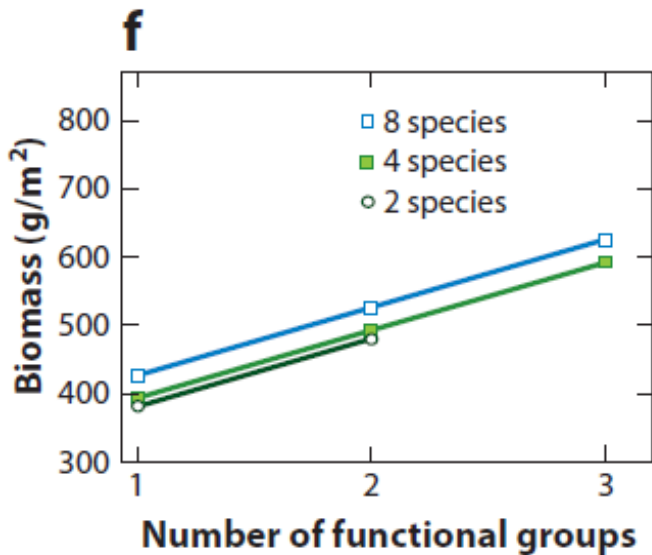 f
800
700
600
500
400
300
Biomass (g/m²)
8 species
4 species
2 species
1 2 3
Number of functional groups